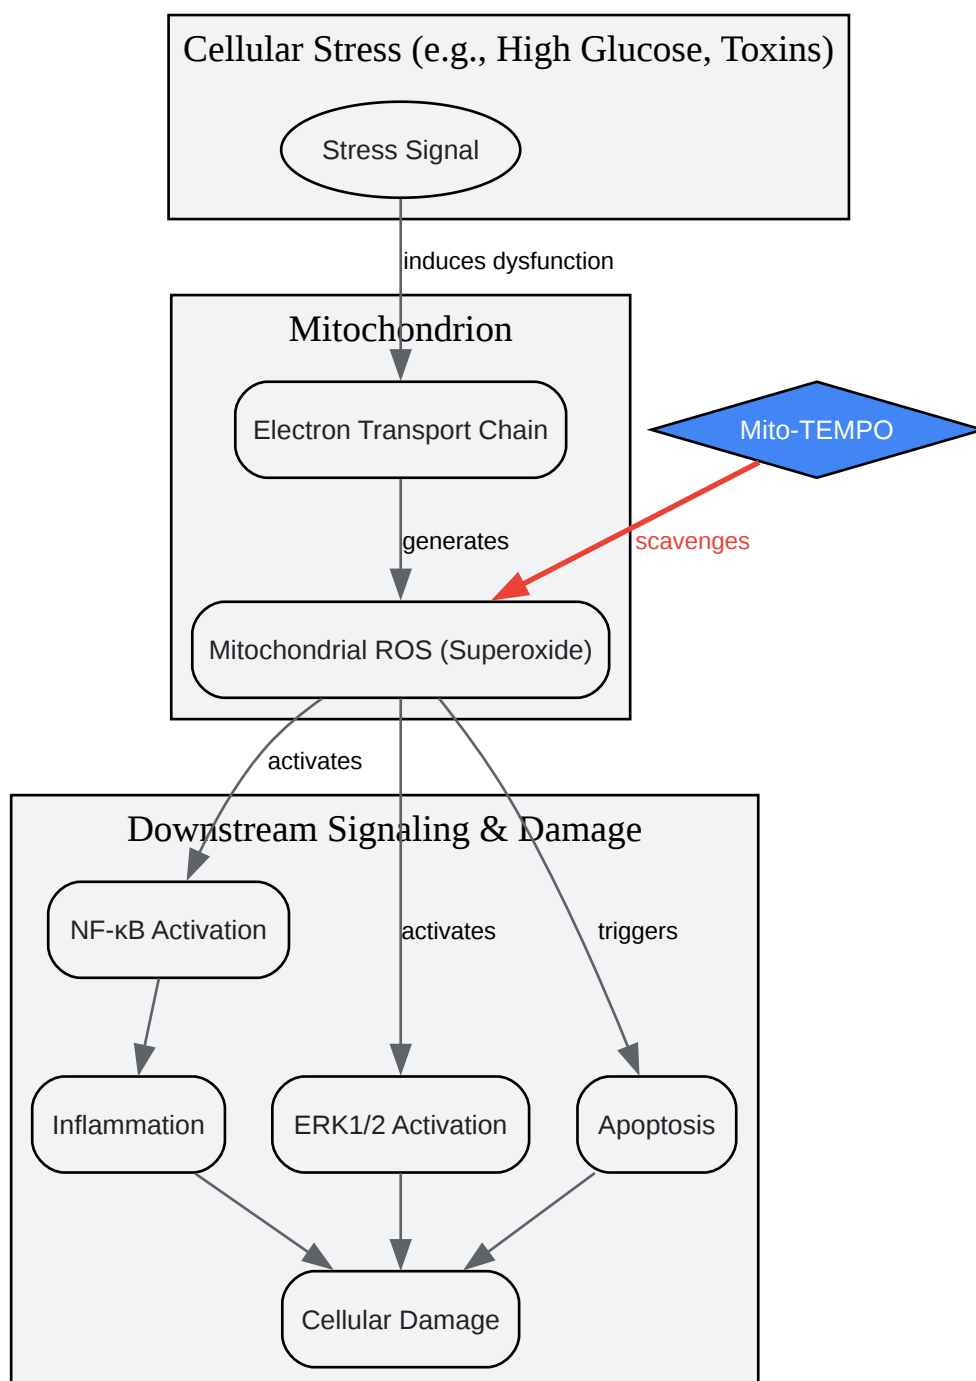 Cellular Stress (e.g., High Glucose, Toxins)
Stress Signal
induces dysfunction
Mitochondrion
Electron Transport Chain
Mito-TEMPO
generates
scavenges
Mitochondrial ROS (Superoxide)
activates
Downstream Signaling & Damage
NF-κB Activation
activates
triggers
Inflammation
ERK1/2 Activation
Apoptosis
Cellular Damage